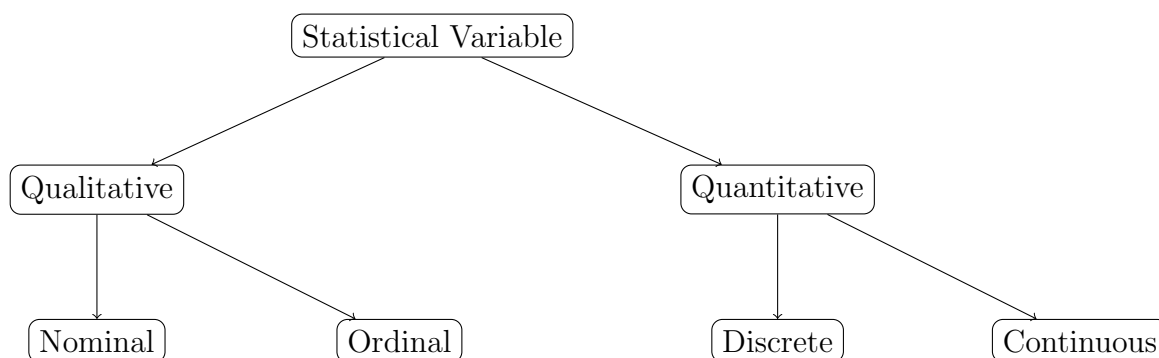 Statistical Variable
Qualitative
Quantitative
Nominal
Ordinal
Discrete
Continuous